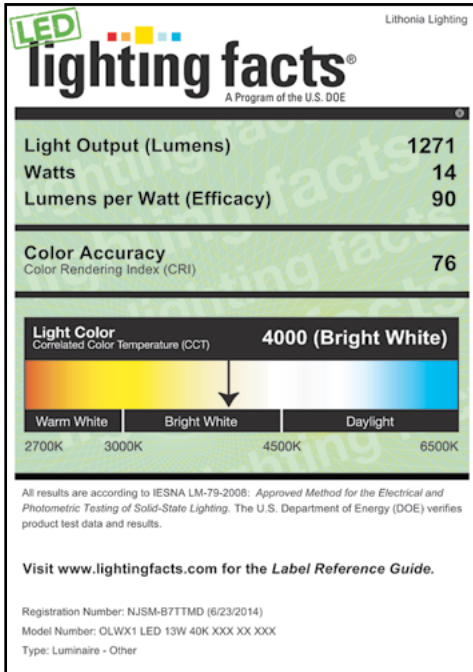 Lithonia Lighting
LED
lighting facts®
A Program of the U.S. DOE
Light Output (Lumens) 1271
Watts 14
Lumens per Watt (Efficacy) 90
Color Accuracy
Color Rendering Index (CRI) 76
Light Color
Correlated Color Temperature (CCT) 4000 (Bright White)
Warm White Bright White Daylight
2700K 3000K 4500K 6500K
All results are according to IESNA LM-79-2008: Approved Method for the Electrical and
Photometric Testing of Solid-State Lighting. The U.S. Department of Energy (DOE) verifies
product test data and results.
Visit www.lightingfacts.com for the Label Reference Guide.
Registration Number: NJSM-B7TTMD (6/23/2014)
Model Number: OLWX1 LED 13W 40K XXX XX XXX
Type: Luminaire - Other